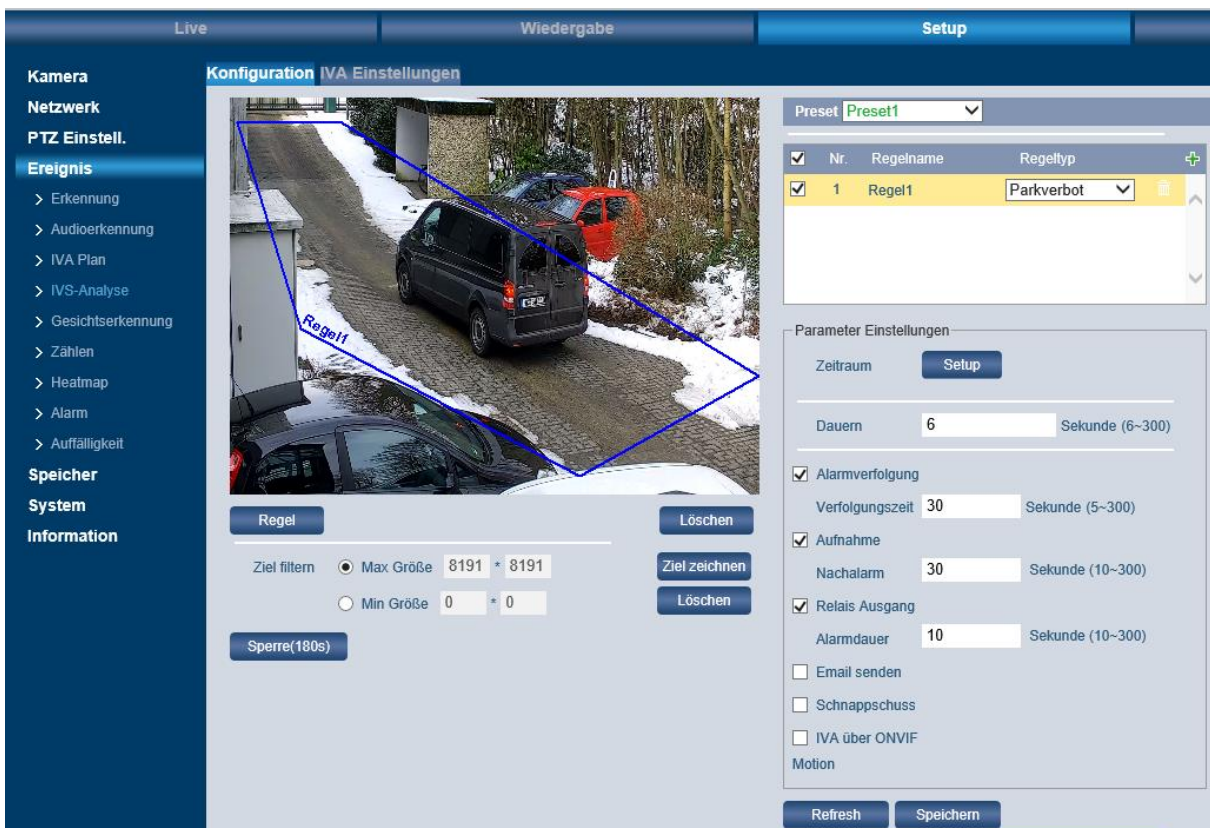 Live Wiedergabe Setup
Kamera
Netzwerk
PTZ Einstell.
Ereignis
> Erkennung
> Audioerkennung
> IVA Plan
> IVS-Analyse
> Gesichtserkennung
> Zählen
> Heatmap
> Alarm
> Auffälligkeit
Speicher
System
Information
Konfiguration IVA Einstellungen
Regel1
Regel Löschen
Ziel filtern Max Größe 8191 * 8191 Ziel zeichnen
Min Größe 0 * 0 Löschen
Sperre(180s)
Preset Preset1
Nr. Regelname Regeltyp
1 Regel1 Parkverbot
Parameter Einstellungen
Zeitraum Setup
Dauern 6 Sekunde (6~300)
Alarmverfolgung
Verfolgungszeit 30 Sekunde (5~300)
Aufnahme
Nachalarm 30 Sekunde (10~300)
Relais Ausgang
Alarmdauer 10 Sekunde (10~300)
Email senden
Schnappschuss
IVA über ONVIF
Motion
Refresh Speichern